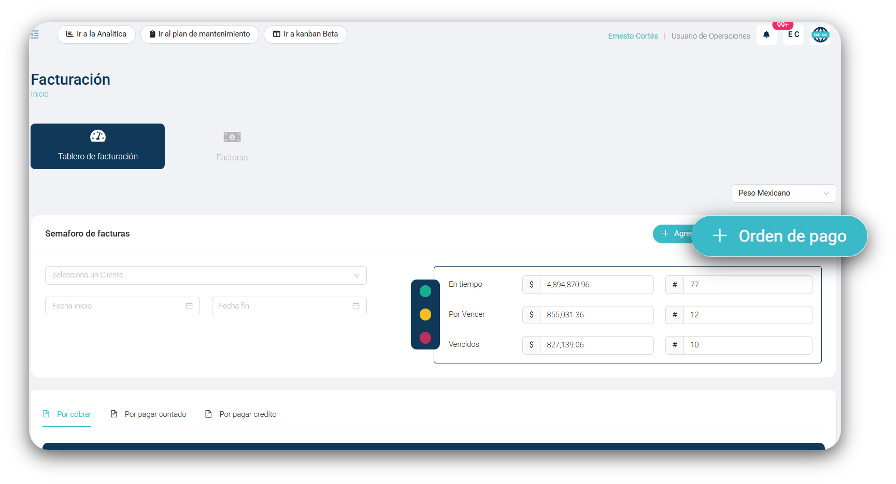 Ir a la Analítica
Ir al plan de mantenimiento
Ir a kanban Beta
Ernesto Cortés | Usuario de Operaciones
99+
E C
Facturación
Inicio
Tablero de facturación
Facturas
Peso Mexicano
Semaforo de facturas
+ Agre
+ Orden de pago
Selecciona un Cliente
Fecha inicio
Fecha fin
En tiempo $ 4,894,870.96 # 77
Por Vencer $ 855,031.36 # 12
Vencidos $ 827,139.06 # 10
Por cobrar
Por pagar contado
Por pagar credito